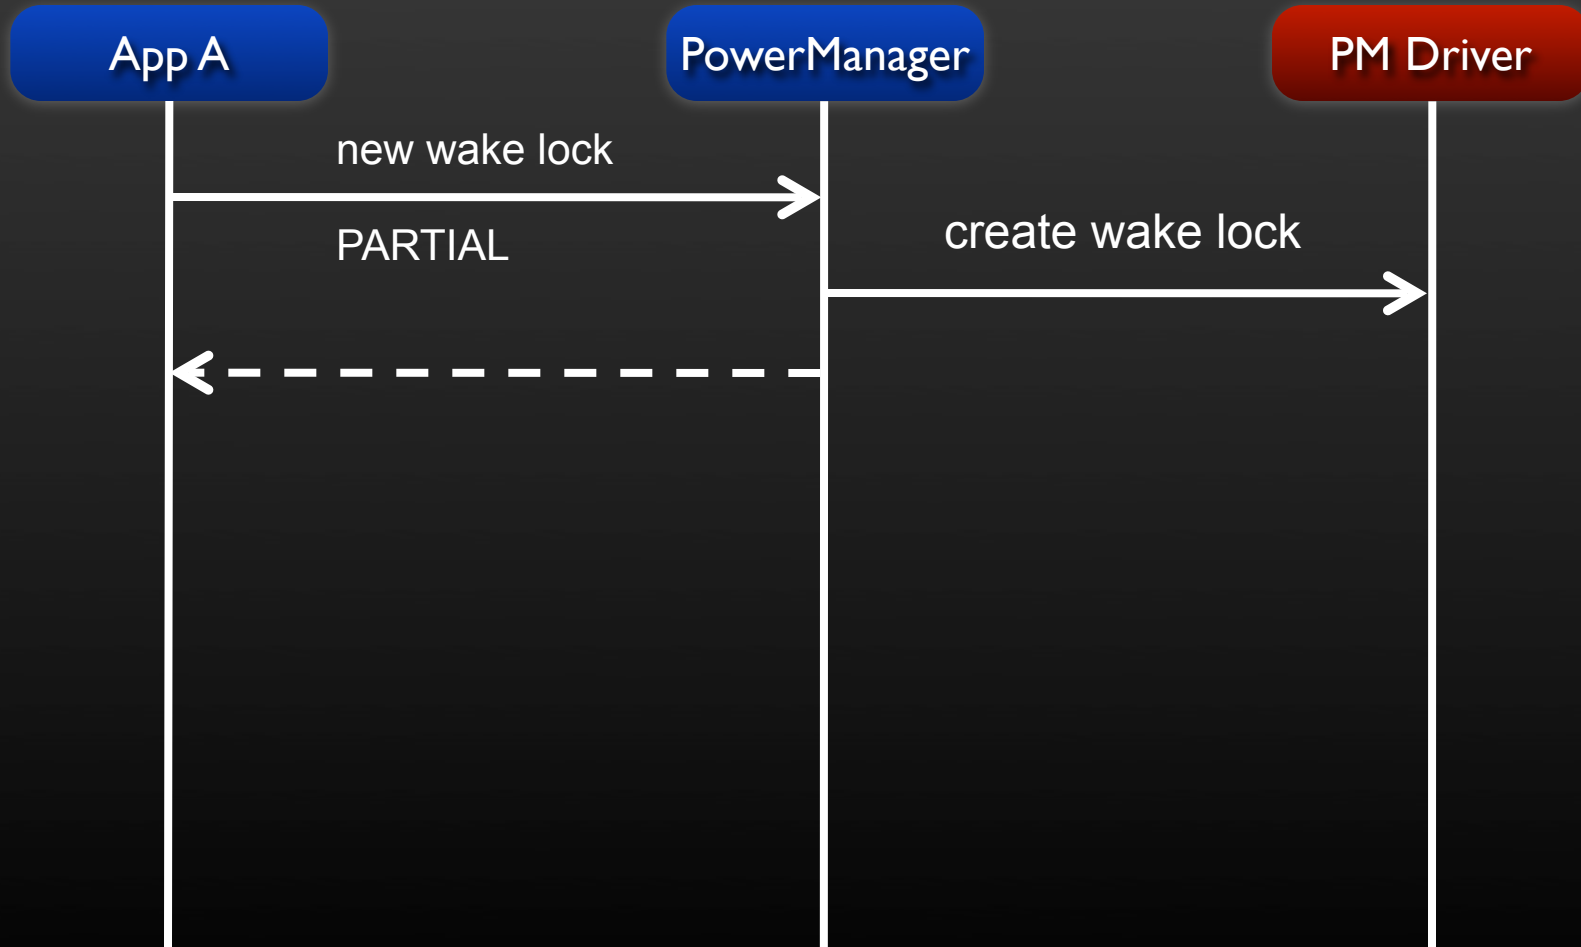 App A
PowerManager
PM Driver
new wake lock
PARTIAL
create wake lock